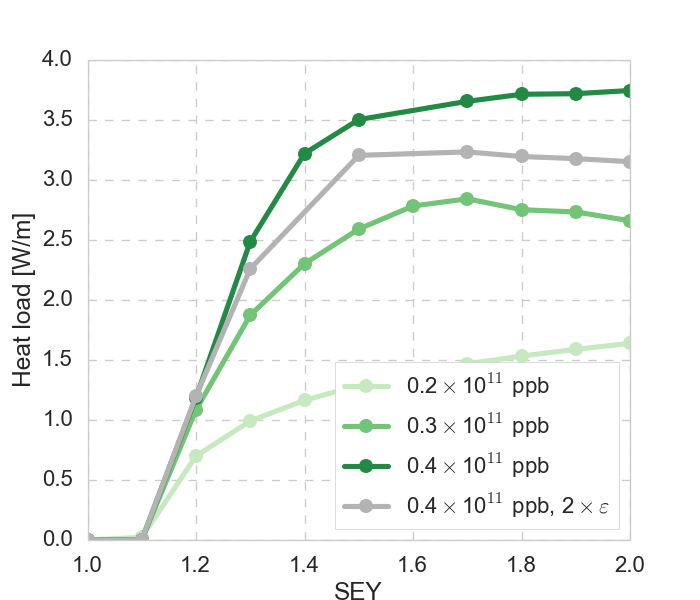 4.0
3.5
3.0
2.5
2.0
1.5
1.0
0.5
0.0
Heat load [W/m]
0.2 × 10¹¹ ppb
0.3 × 10¹¹ ppb
0.4 × 10¹¹ ppb
0.4 × 10¹¹ ppb, 2 × ε
1.0 1.2 1.4 1.6 1.8 2.0
SEY